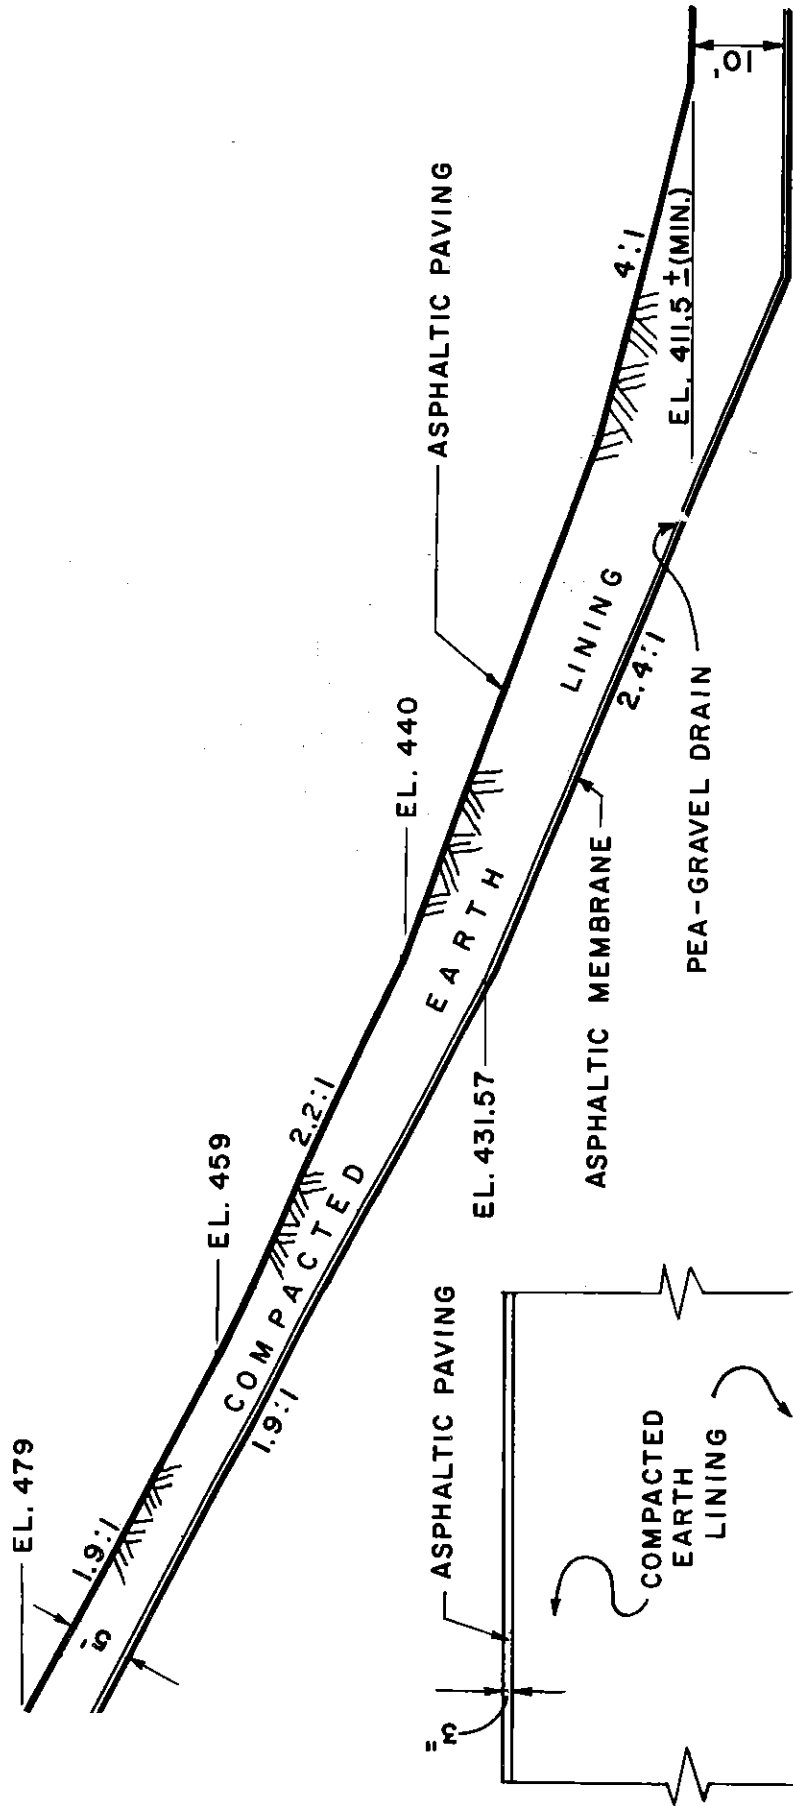 EL. 479
1.9:1
5'
EL. 459
2.2:1
EL. 440
ASPHALTIC PAVING
4:1
EL. 411.5 ± (MIN.)
10'
COMPACTED EARTH LINING
1.9:1
EL. 431.57
2.4:1
ASPHALTIC MEMBRANE
PEA-GRAVEL DRAIN
ASPHALTIC PAVING
3"
COMPACTED
EARTH
LINING